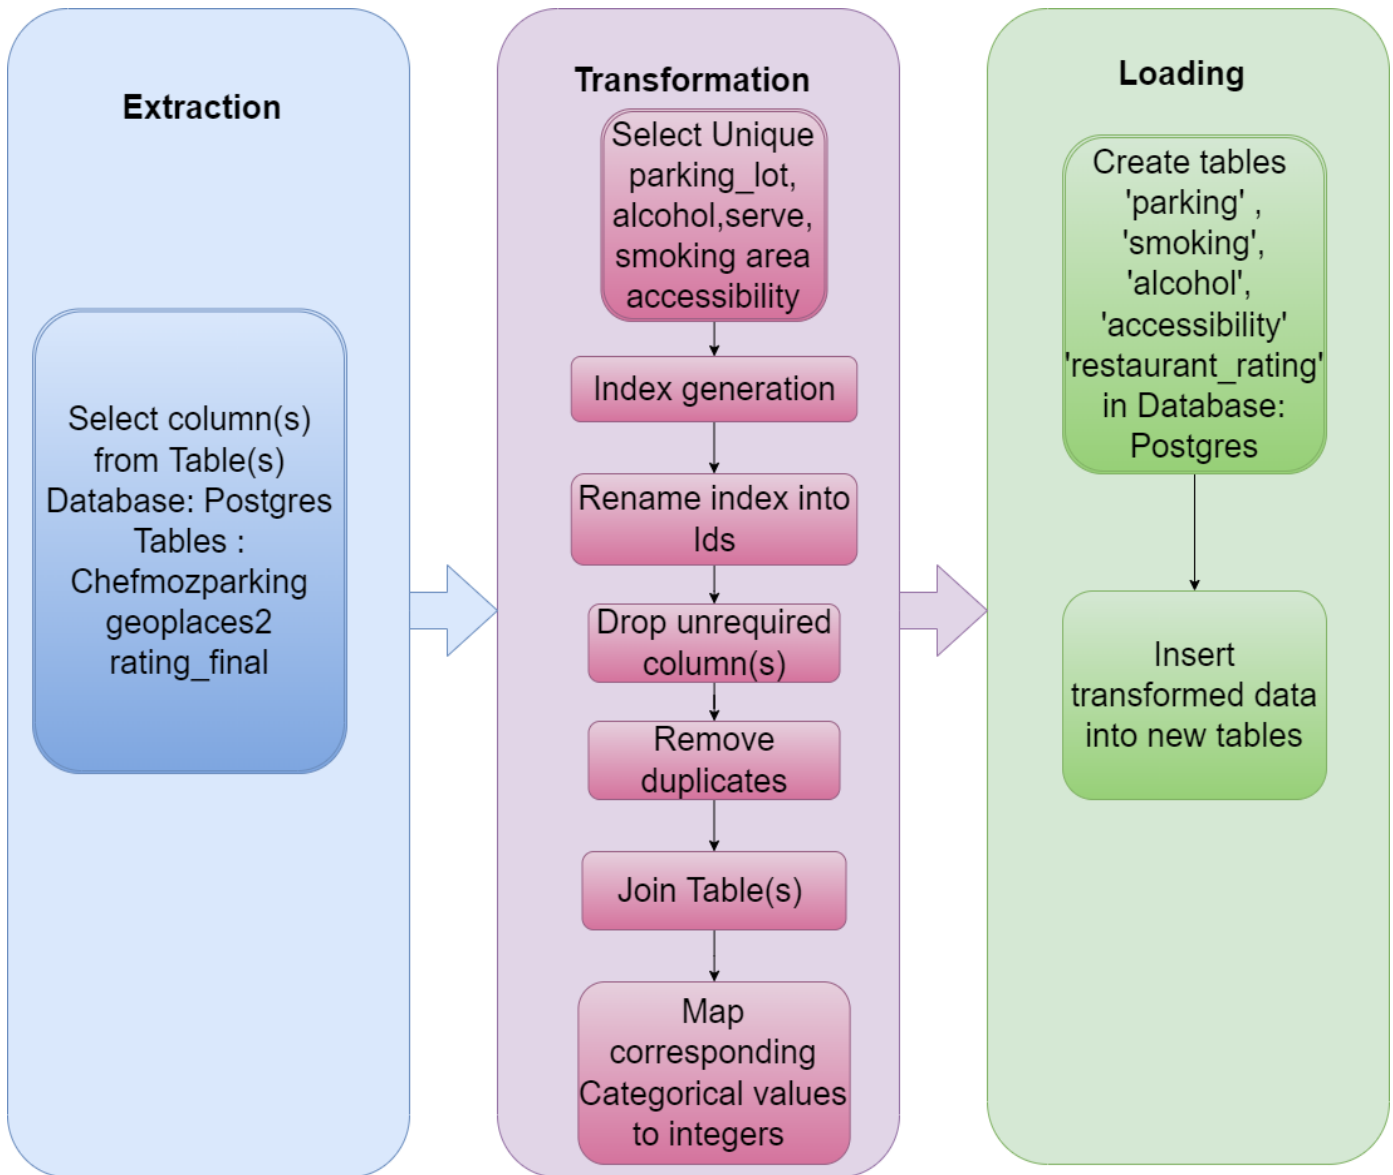 Extraction
Select column(s)
from Table(s)
Database: Postgres
Tables :
Chefmozparking
geoplaces2
rating_final
Transformation
Select Unique
parking_lot,
alcohol,serve,
smoking area
accessibility
Index generation
Rename index into
Ids
Drop unrequired
column(s)
Remove
duplicates
Join Table(s)
Map
corresponding
Categorical values
to integers
Loading
Create tables
'parking' ,
'smoking',
'alcohol',
'accessibility'
'restaurant_rating'
in Database:
Postgres
Insert
transformed data
into new tables